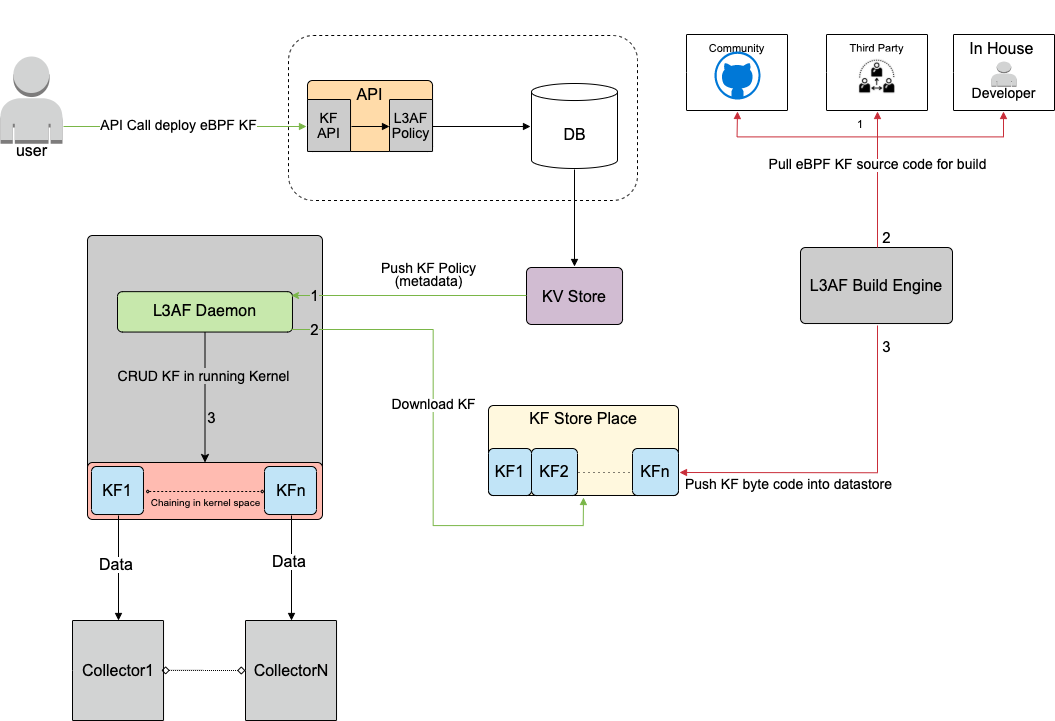 user
API Call deploy eBPF KF
API
KF
API
L3AF
Policy
DB
Community
Third Party
In House
Developer
1
Pull eBPF KF source code for build
2
L3AF Build Engine
3
Push KF Policy
(metadata)
KV Store
1
L3AF Daemon
2
CRUD KF in running Kernel
3
Download KF
KF Store Place
KF1
KF2
KFn
Push KF byte code into datastore
KF1
Chaining in kernel space
KFn
Data
Data
Collector1
CollectorN